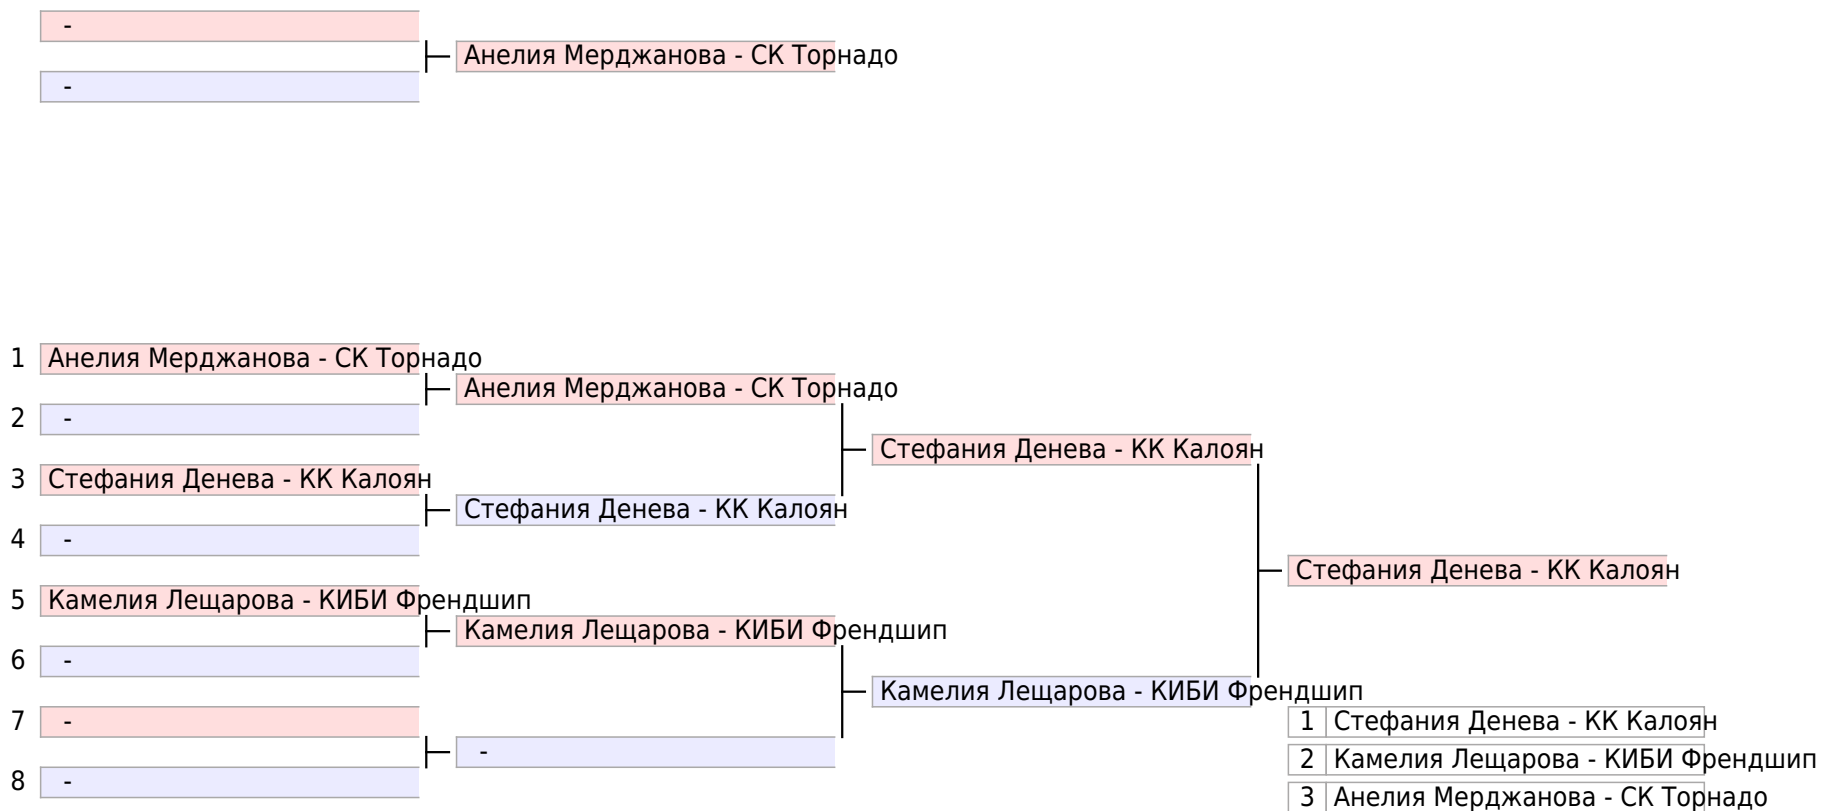 -
Анелия Мерджанова - СК Торнадо
-
1 Анелия Мерджанова - СК Торнадо
Анелия Мерджанова - СК Торнадо
2 -
Стефания Денева - КК Калоян
3 Стефания Денева - КК Калоян
Стефания Денева - КК Калоян
4 -
Стефания Денева - КК Калоян
5 Камелия Лещарова - КИБИ Френдшип
Камелия Лещарова - КИБИ Френдшип
6 -
Камелия Лещарова - КИБИ Френдшип
7 -
1 Стефания Денева - КК Калоян
-
2 Камелия Лещарова - КИБИ Френдшип
8 -
3 Анелия Мерджанова - СК Торнадо